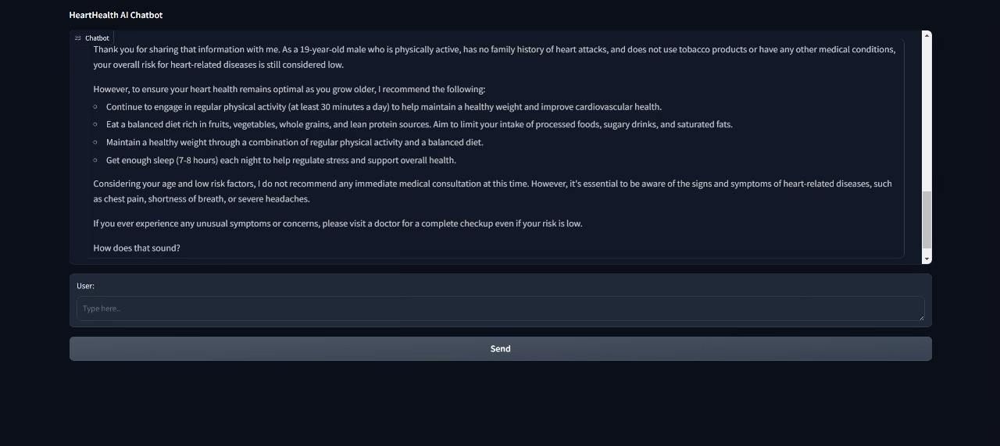 HeartHealth AI Chatbot
Chatbot
Thank you for sharing that information with me. As a 19-year-old male who is physically active, has no family history of heart attacks, and does not use tobacco products or have any other medical conditions,
your overall risk for heart-related diseases is still considered low.
However, to ensure your heart health remains optimal as you grow older, I recommend the following:
Continue to engage in regular physical activity (at least 30 minutes a day) to help maintain a healthy weight and improve cardiovascular health.
Eat a balanced diet rich in fruits, vegetables, whole grains, and lean protein sources. Aim to limit your intake of processed foods, sugary drinks, and saturated fats.
Maintain a healthy weight through a combination of regular physical activity and a balanced diet.
Get enough sleep (7-8 hours) each night to help regulate stress and support overall health.
Considering your age and low risk factors, I do not recommend any immediate medical consultation at this time. However, it's essential to be aware of the signs and symptoms of heart-related diseases, such
as chest pain, shortness of breath, or severe headaches.
If you ever experience any unusual symptoms or concerns, please visit a doctor for a complete checkup even if your risk is low.
How does that sound?
User:
Type here..
Send